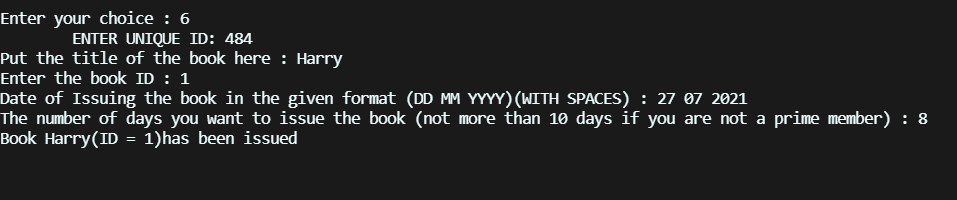 Enter your choice : 6
ENTER UNIQUE ID: 484
Put the title of the book here : Harry
Enter the book ID : 1
Date of Issuing the book in the given format (DD MM YYYY)(WITH SPACES) : 27 07 2021
The number of days you want to issue the book (not more than 10 days if you are not a prime member) : 8
Book Harry(ID = 1)has been issued